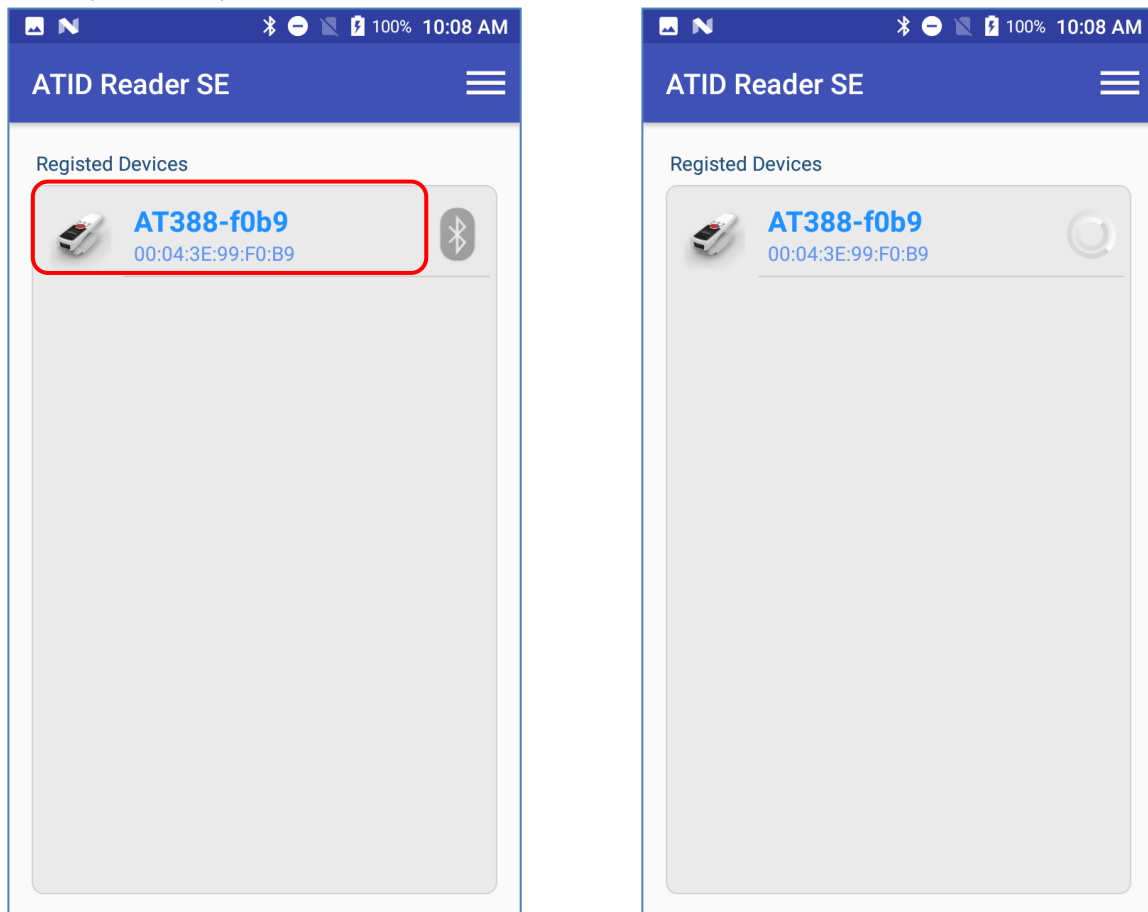 100% 10:08 AM
ATID Reader SE
Registed Devices
AT388-f0b9
00:04:3E:99:F0:B9
100% 10:08 AM
ATID Reader SE
Registed Devices
AT388-f0b9
00:04:3E:99:F0:B9